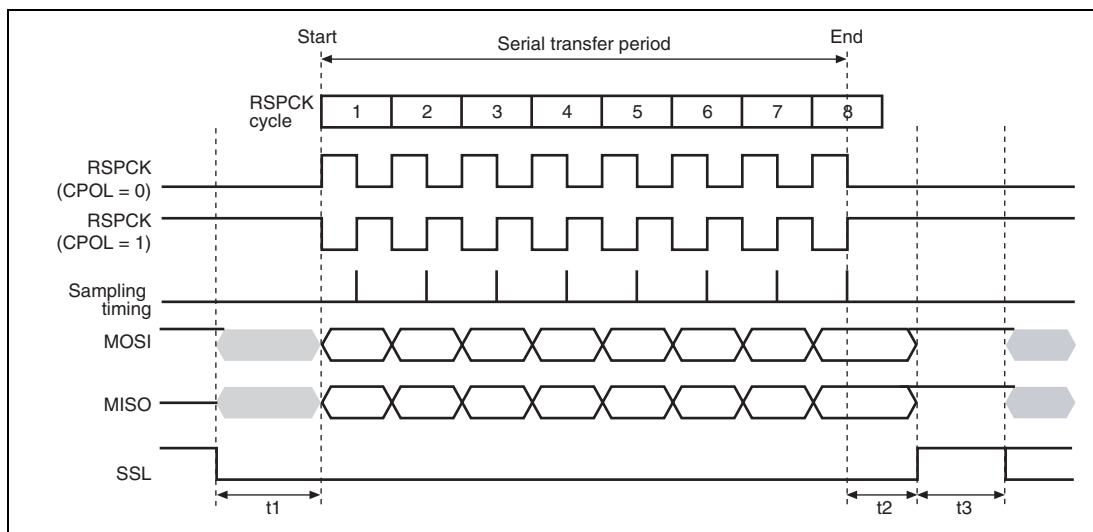 Start
Serial transfer period
End
RSPCK
cycle
1 2 3 4 5 6 7 8
RSPCK
(CPOL = 0)
RSPCK
(CPOL = 1)
Sampling
timing
MOSI
MISO
SSL
t1
t2
t3